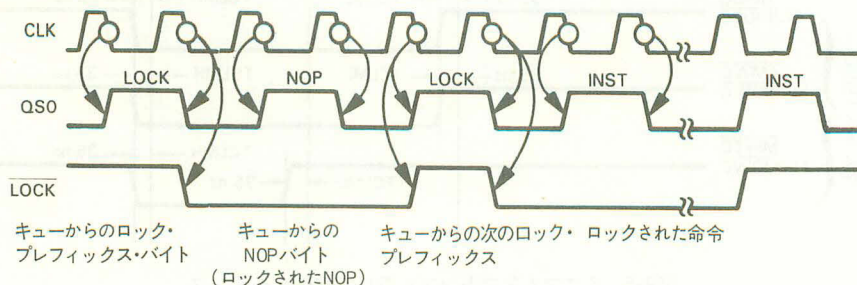 CLK
LOCK
NOP
LOCK
INST
INST
QS0
LOCK
キューからのロック・
プレフィックス・バイト
キューからの
NOPバイト
(ロックされたNOP)
キューからの次のロック・
プレフィックス
ロックされた命令